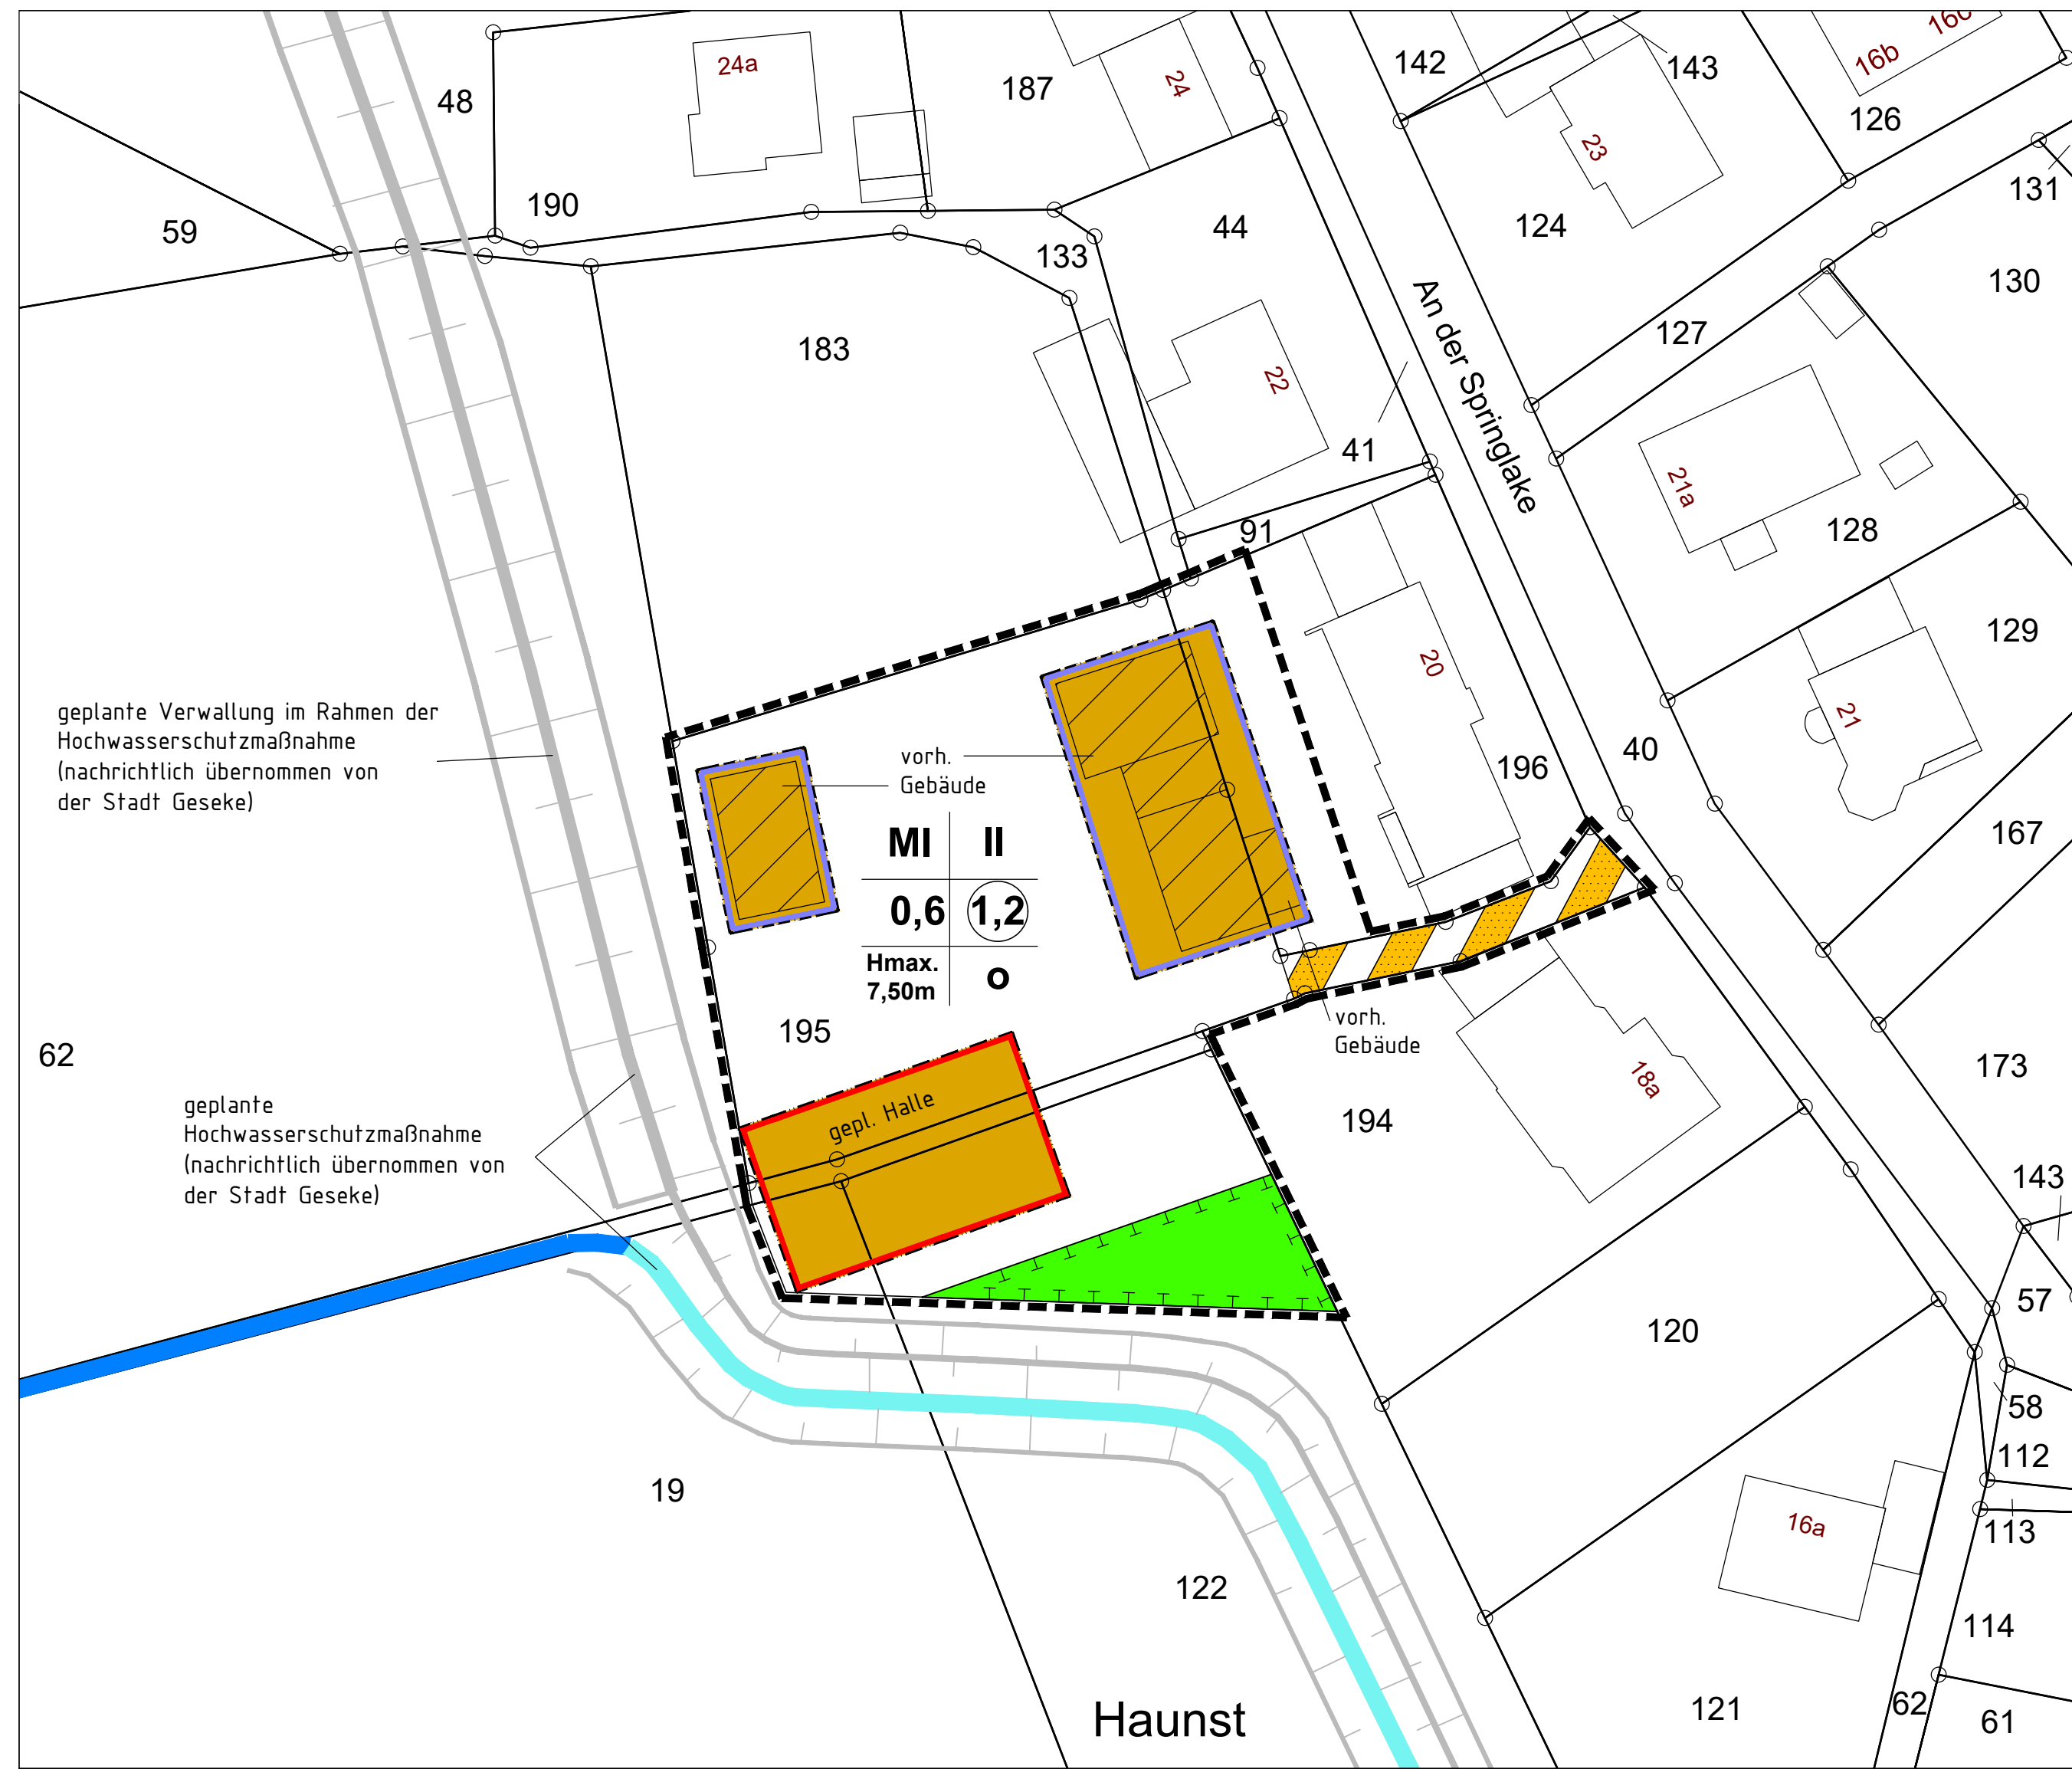 16c
16b
142
143
24a
187
24
48
126
23
131
190
59
44
124
133
130
183
An der Springlake
127
22
41
21a
91
128
129
20
geplante Verwallung im Rahmen der
Hochwasserschutzmaßnahme
(nachrichtlich übernommen von
der Stadt Geseke)
vorh.
Gebäude
21
40
196
MI
II
167
0,6
1,2
Hmax.
7,50m
o
vorh.
Gebäude
195
62
173
18a
geplante
Hochwasserschutzmaßnahme
(nachrichtlich übernommen von
der Stadt Geseke)
gepl. Halle
194
143
57
120
58
112
19
16a
113
122
114
Haunst
121
62
61